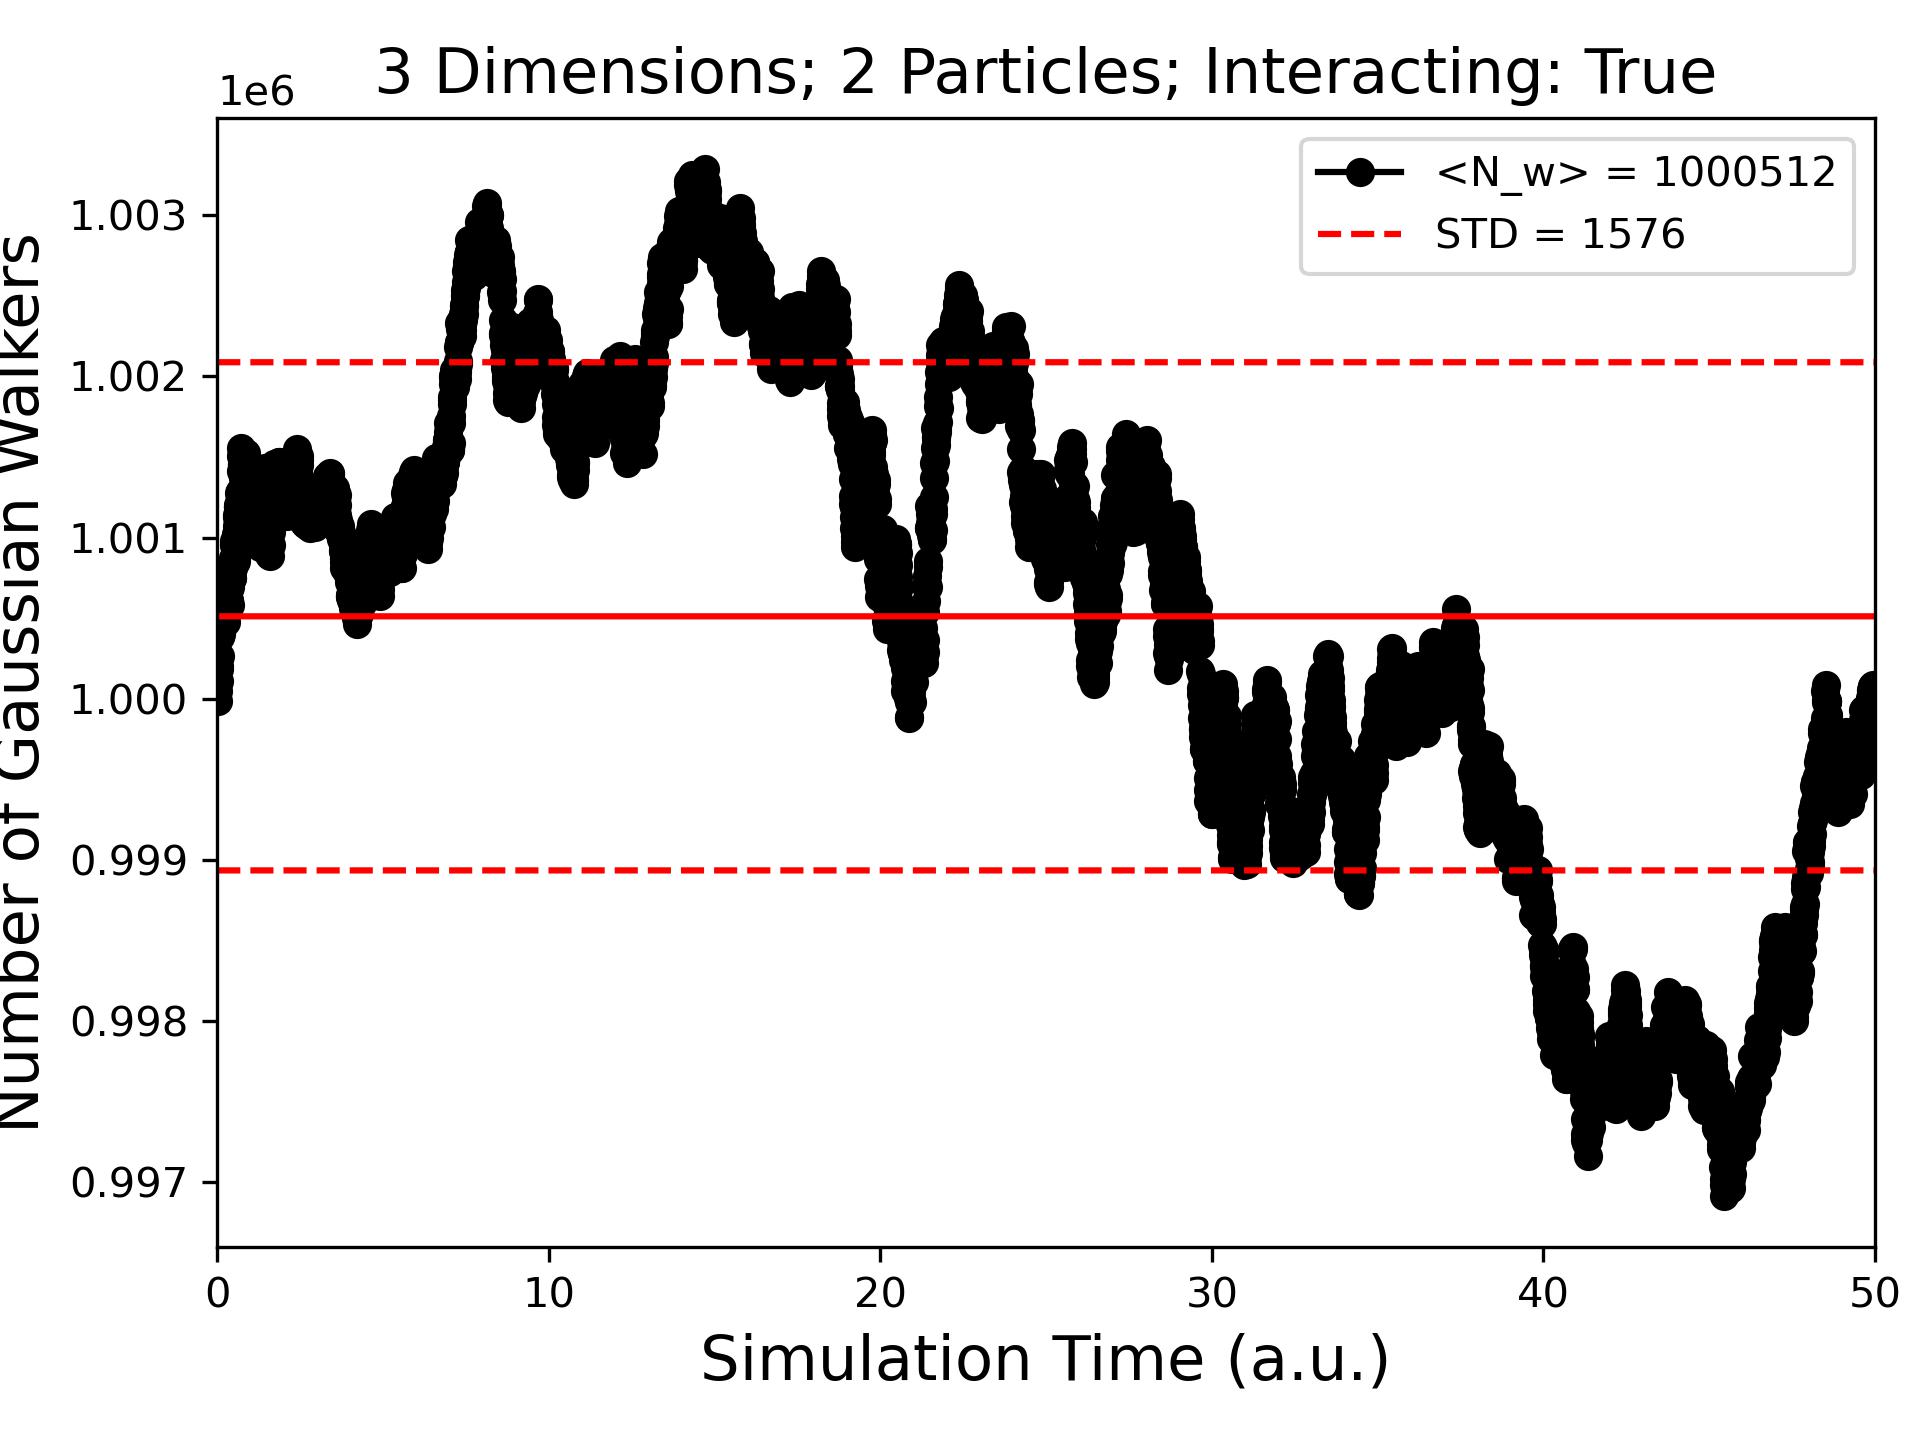 3 Dimensions; 2 Particles; Interacting: True
1e6
<N_w> = 1000512
STD = 1576
1.003
1.002
1.001
1.000
0.999
0.998
0.997
Number of Gaussian Walkers
0 10 20 30 40 50
Simulation Time (a.u.)